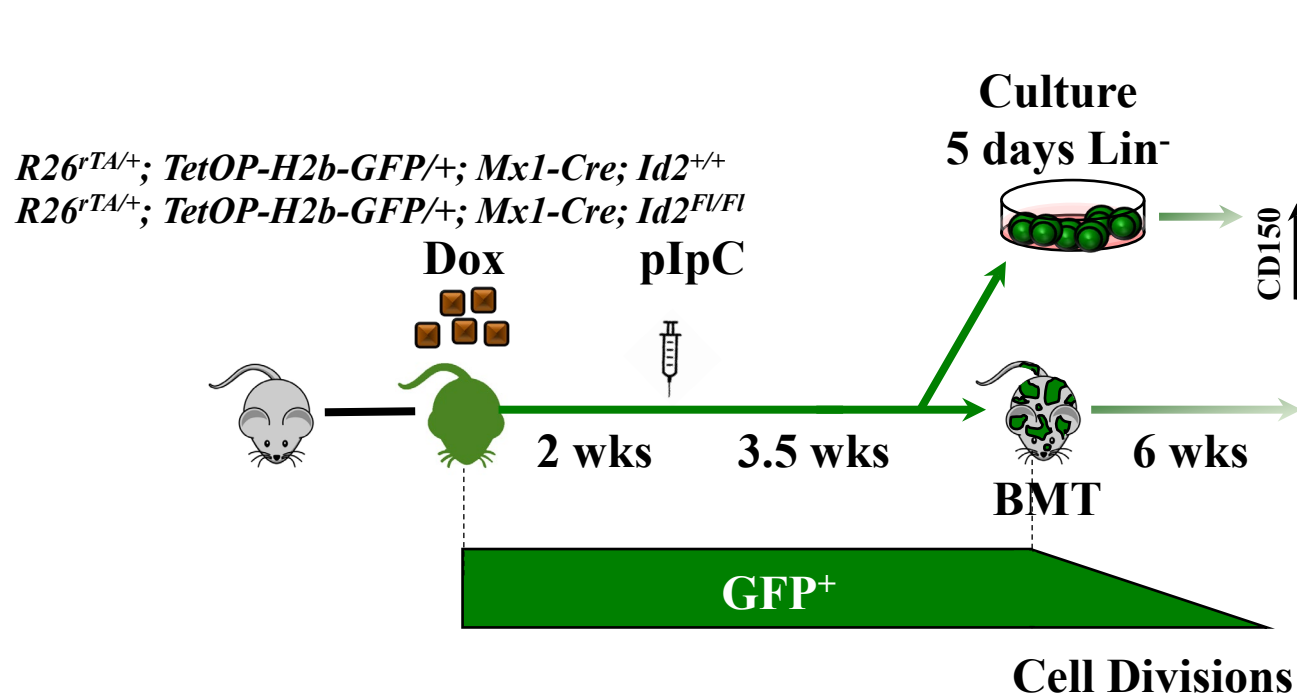 Culture
5 days Lin⁻
R26ʳᵀᴬ/⁺; TetOP-H2b-GFP/+; Mx1-Cre; Id2⁺/⁺
R26ʳᵀᴬ/⁺; TetOP-H2b-GFP/+; Mx1-Cre; Id2ᶠˡ/ᶠˡ
CD150
Dox
pIpC
2 wks
3.5 wks
6 wks
BMT
GFP⁺
Cell Divisions